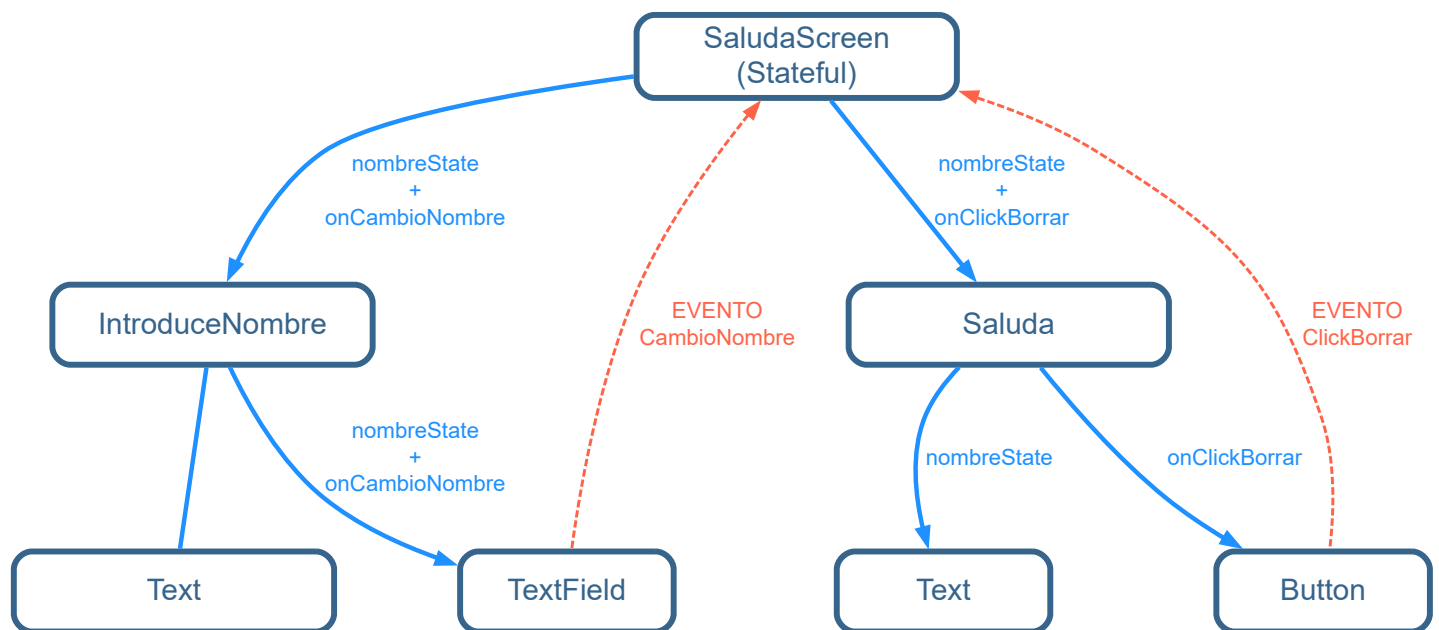 SaludaScreen
(Stateful)
nombreState
+
onCambioNombre
nombreState
+
onClickBorrar
IntroduceNombre
EVENTO
CambioNombre
Saluda
EVENTO
ClickBorrar
nombreState
+
onCambioNombre
nombreState
onClickBorrar
Text
TextField
Text
Button